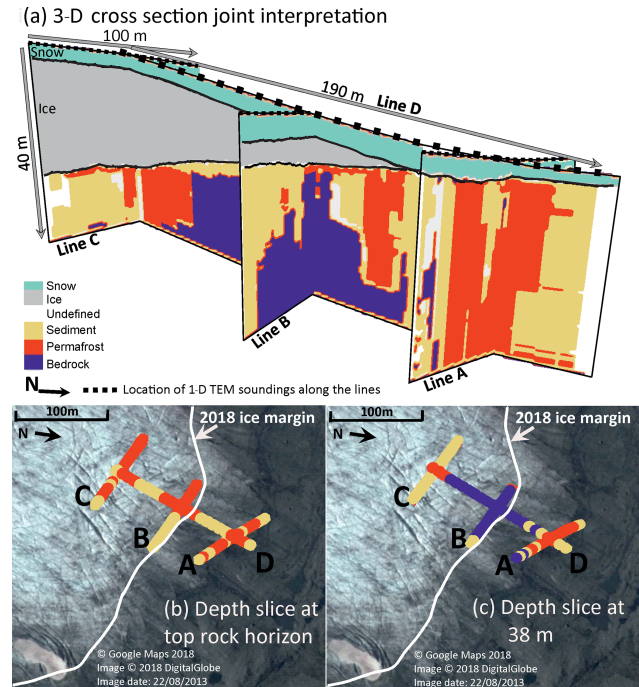 (a) 3-D cross section joint interpretation
100 m
Snow
190 m
Line D
Ice
40 m
Line C
Line B
Line A
Snow
Ice
Undefined
Sediment
Permafrost
Bedrock
N
Location of 1-D TEM soundings along the lines
100m
N
2018 ice margin
C
B
A
D
(b) Depth slice at
top rock horizon
© Google Maps 2018
Image © 2018 DigitalGlobe
Image date: 22/08/2013
100m
N
2018 ice margin
C
B
A
D
(c) Depth slice at
38 m
© Google Maps 2018
Image © 2018 DigitalGlobe
Image date: 22/08/2013